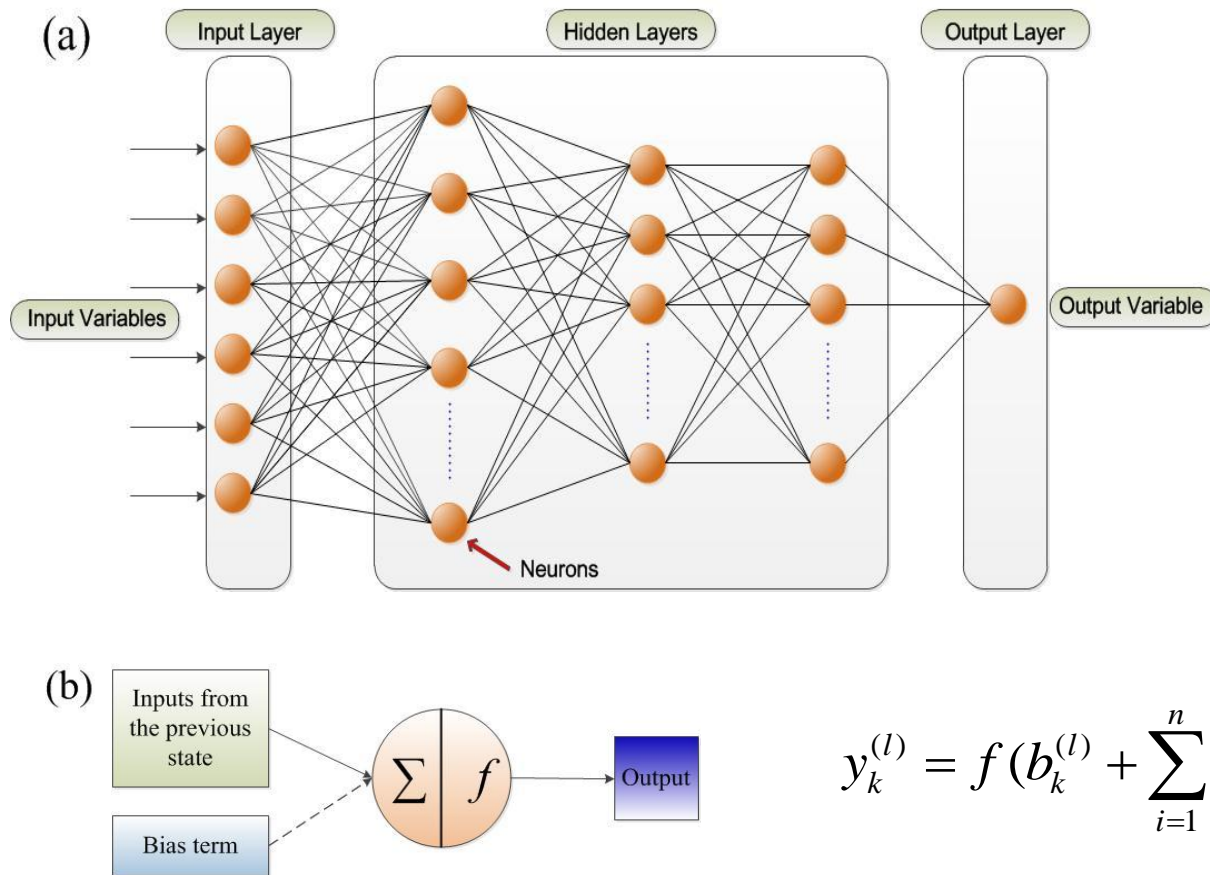 (a)
Input Layer
Hidden Layers
Output Layer
Input Variables
Output Variable
Neurons
(b)
Inputs from
the previous
state
Bias term
∑ f
Output
y_k^{(l)} = f(b_k^{(l)} + \sum_{i=1}^{n}